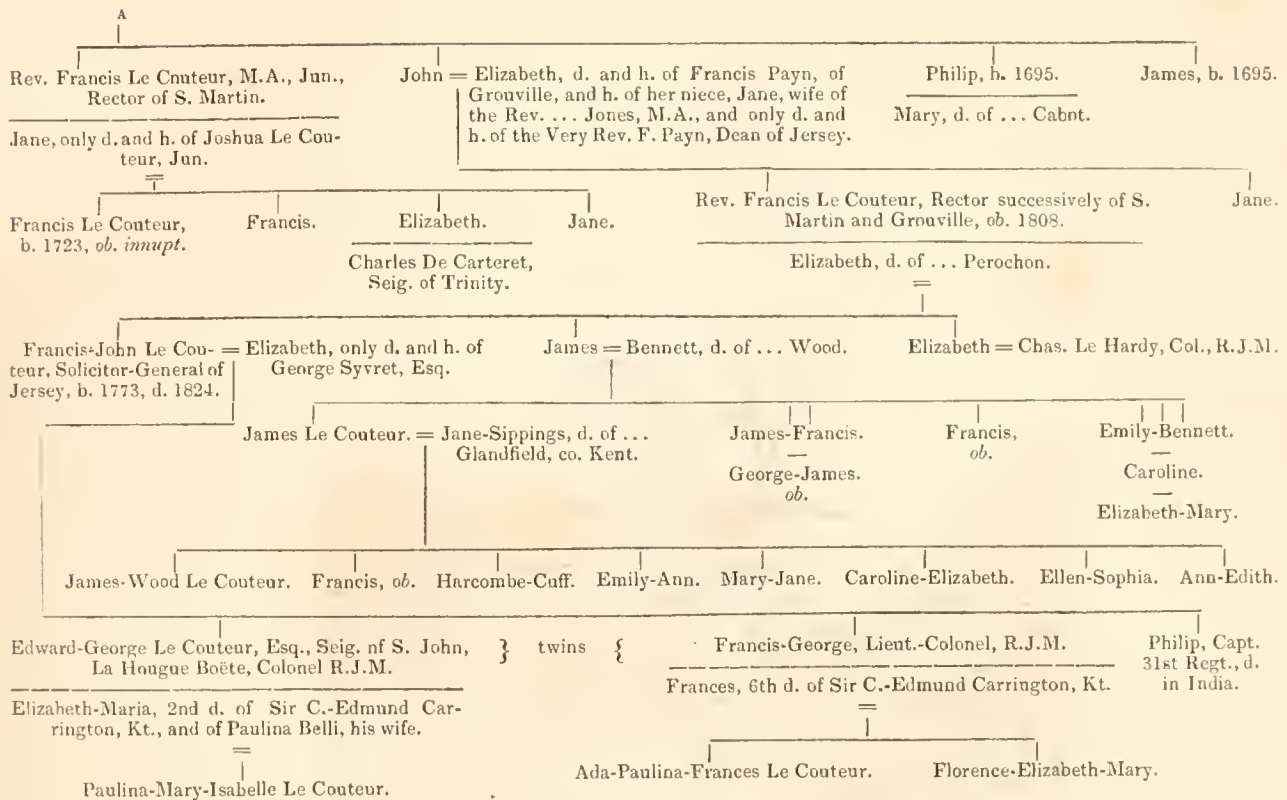 A
Rev. Francis Le Cnuteur, M.A., Jun.,
Rector of S. Martin.
Jane, only d. and h. of Joshua Le Cou-
teur, Jun.
=
John = Elizabeth, d. and h. of Francis Payn, of
Grouville, and h. of her niece, Jane, wife of
the Rev. ... Jones, M.A., and only d. and
h. of the Very Rev. F. Payn, Dean of Jersey.
Philip, h. 1695.
Mary, d. of ... Cabnt.
James, b. 1695.
Francis Le Conteur,
b. 1723, ob. innupt.
Francis.
Elizabeth.
Charles De Carteret,
Seig. of Trinity.
Jane.
Rev. Francis Le Couteur, Rector successively of S.
Martin and Grouville, ob. 1808.
Elizabeth, d. of ... Perochon.
=
Jane.
Francis-John Le Cou- = Elizabeth, only d. and h. of
teur, Solicitor-General of George Syvret, Esq.
Jersey, b. 1773, d. 1824.
James = Bennett, d. of ... Wood.
Elizabeth = Chas. Le Hardy, Col., R.J.M.
James Le Couteur. = Jane-Sippings, d. of ...
Glandfield, co. Kent.
James-Francis.
—
George-James.
ob.
Francis,
ob.
Emily-Bennett.
—
Caroline.
—
Elizabeth-Mary.
James-Wood Le Couteur. Francis, ob. Harcombe-Cuff. Emily-Ann. Mary-Jane. Caroline-Elizabeth. Ellen-Sophia. Ann-Edith.
Edward-George Le Couteur, Esq., Seig. nf S. John,
La Hougue Boëte, Colonel R.J.M.
Elizabeth-Maria, 2nd d. of Sir C.-Edmund Car-
rington, Kt., and of Paulina Belli, his wife.
=
Paulina-Mary-Isabelle Le Couteur.
} twins {
Francis-George, Lieut.-Colonel, R.J.M.
Frances, 6th d. of Sir C.-Edmund Carrington, Kt.
=
Ada-Paulina-Frances Le Couteur. Florence-Elizabeth-Mary.
Philip, Capt.
31st Regt., d.
in India.